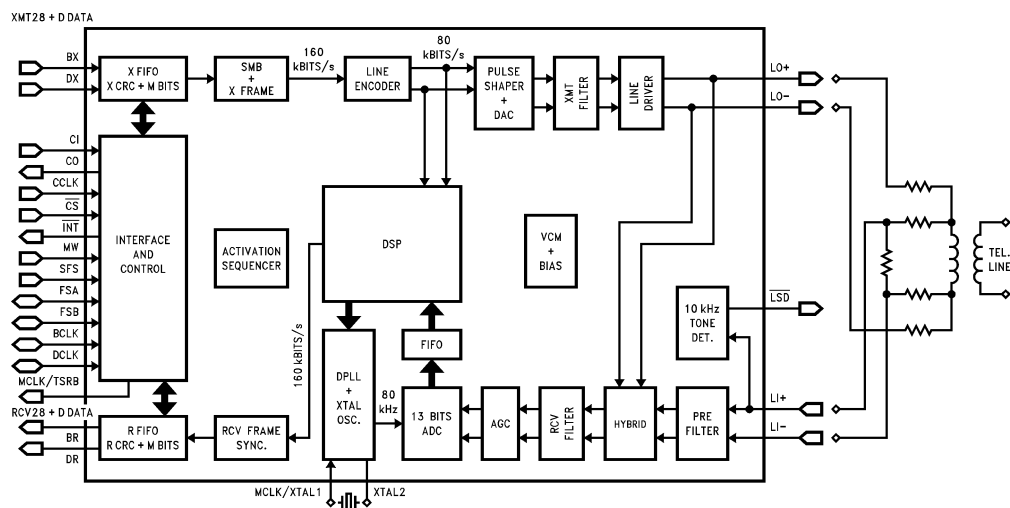 XMT28 + D DATA
BX
DX
X FIFO
X CRC + M BITS
SMB
+
X FRAME
160
kBITS/s
LINE
ENCODER
80
kBITS/s
PULSE
SHAPER
+
DAC
XMT
FILTER
LINE
DRIVER
LO+
LO-
CI
CO
CCLK
CS
INT
MW
SFS
FSA
FSB
BCLK
DCLK
MCLK/TSRB
INTERFACE
AND
CONTROL
ACTIVATION
SEQUENCER
DSP
VCM
+
BIAS
TEL.
LINE
10 kHz
TONE
DET.
LSD
160 kBITS/s
FIFO
DPLL
+
XTAL
OSC.
80
kHz
13 BITS
ADC
AGC
RCV
FILTER
HYBRID
PRE
FILTER
LI+
LI-
RCV28 + D DATA
BR
DR
R FIFO
R CRC + M BITS
RCV FRAME
SYNC.
MCLK/XTAL1
XTAL2